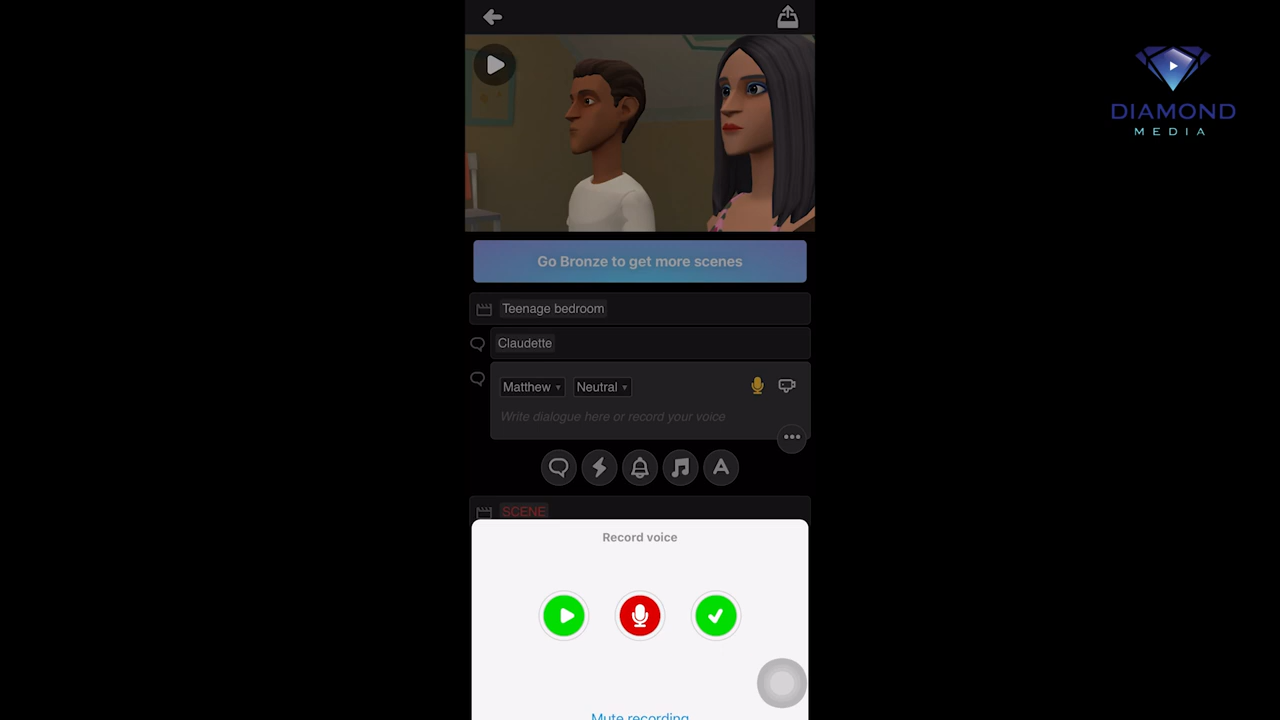 DIAMOND
MEDIA
Go Bronze to get more scenes
Teenage bedroom
Claudette
Matthew
Neutral
Write dialogue here or record your voice
SCENE
Record voice
Mute recording